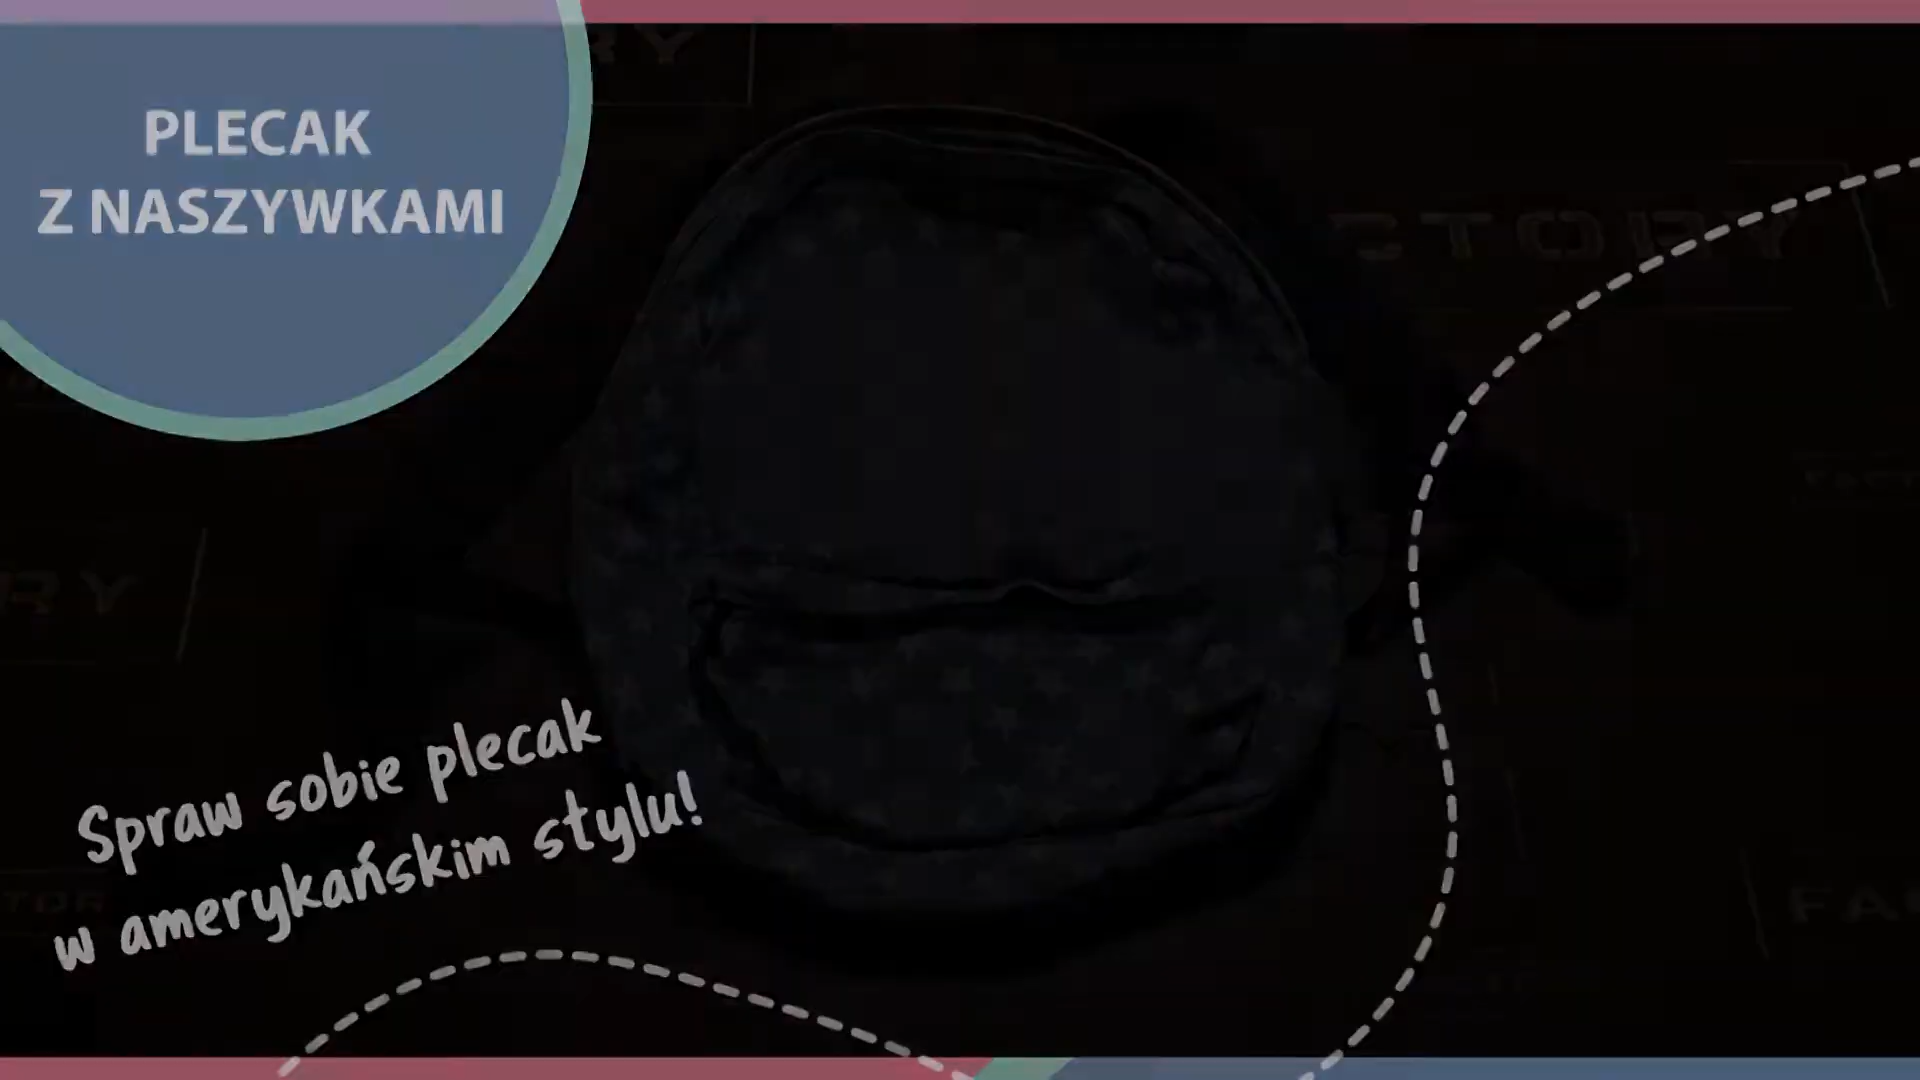 PLECAK
Z NASZYWKAMI
Spraw sobie plecak
w amerykańskim stylu!